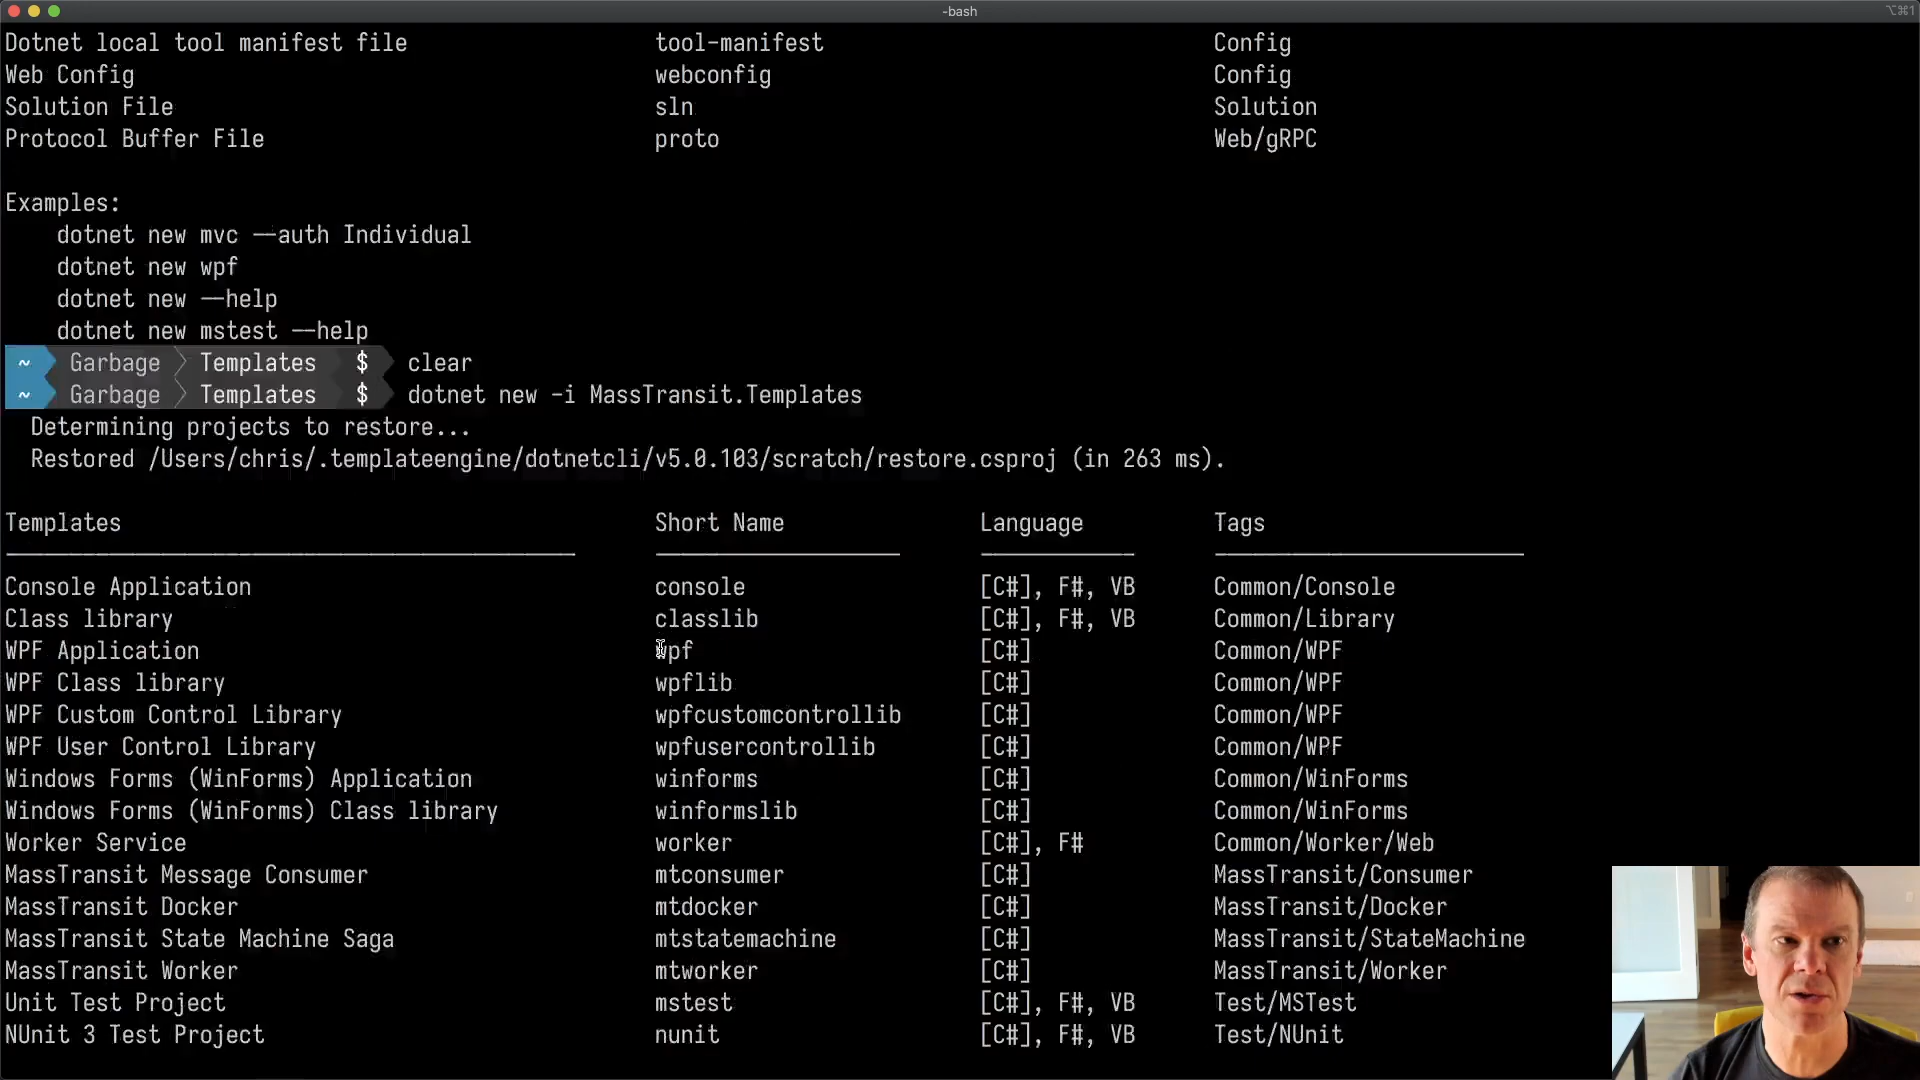 -bash
⌥⌘1
Dotnet local tool manifest file tool-manifest Config
Web Config webconfig Config
Solution File sln Solution
Protocol Buffer File proto Web/gRPC
Examples:
dotnet new mvc --auth Individual
dotnet new wpf
dotnet new --help
dotnet new mstest --help
~ Garbage Templates $ clear
~ Garbage Templates $ dotnet new -i MassTransit.Templates
Determining projects to restore...
Restored /Users/chris/.templateengine/dotnetcli/v5.0.103/scratch/restore.csproj (in 263 ms).
Templates Short Name Language Tags
Console Application console [C#], F#, VB Common/Console
Class library classlib [C#], F#, VB Common/Library
WPF Application wpf [C#] Common/WPF
WPF Class library wpflib [C#] Common/WPF
WPF Custom Control Library wpfcustomcontrollib [C#] Common/WPF
WPF User Control Library wpfusercontrollib [C#] Common/WPF
Windows Forms (WinForms) Application winforms [C#] Common/WinForms
Windows Forms (WinForms) Class library winformslib [C#] Common/WinForms
Worker Service worker [C#], F# Common/Worker/Web
MassTransit Message Consumer mtconsumer [C#] MassTransit/Consumer
MassTransit Docker mtdocker [C#] MassTransit/Docker
MassTransit State Machine Saga mtstatemachine [C#] MassTransit/StateMachine
MassTransit Worker mtworker [C#] MassTransit/Worker
Unit Test Project mstest [C#], F#, VB Test/MSTest
NUnit 3 Test Project nunit [C#], F#, VB Test/NUnit